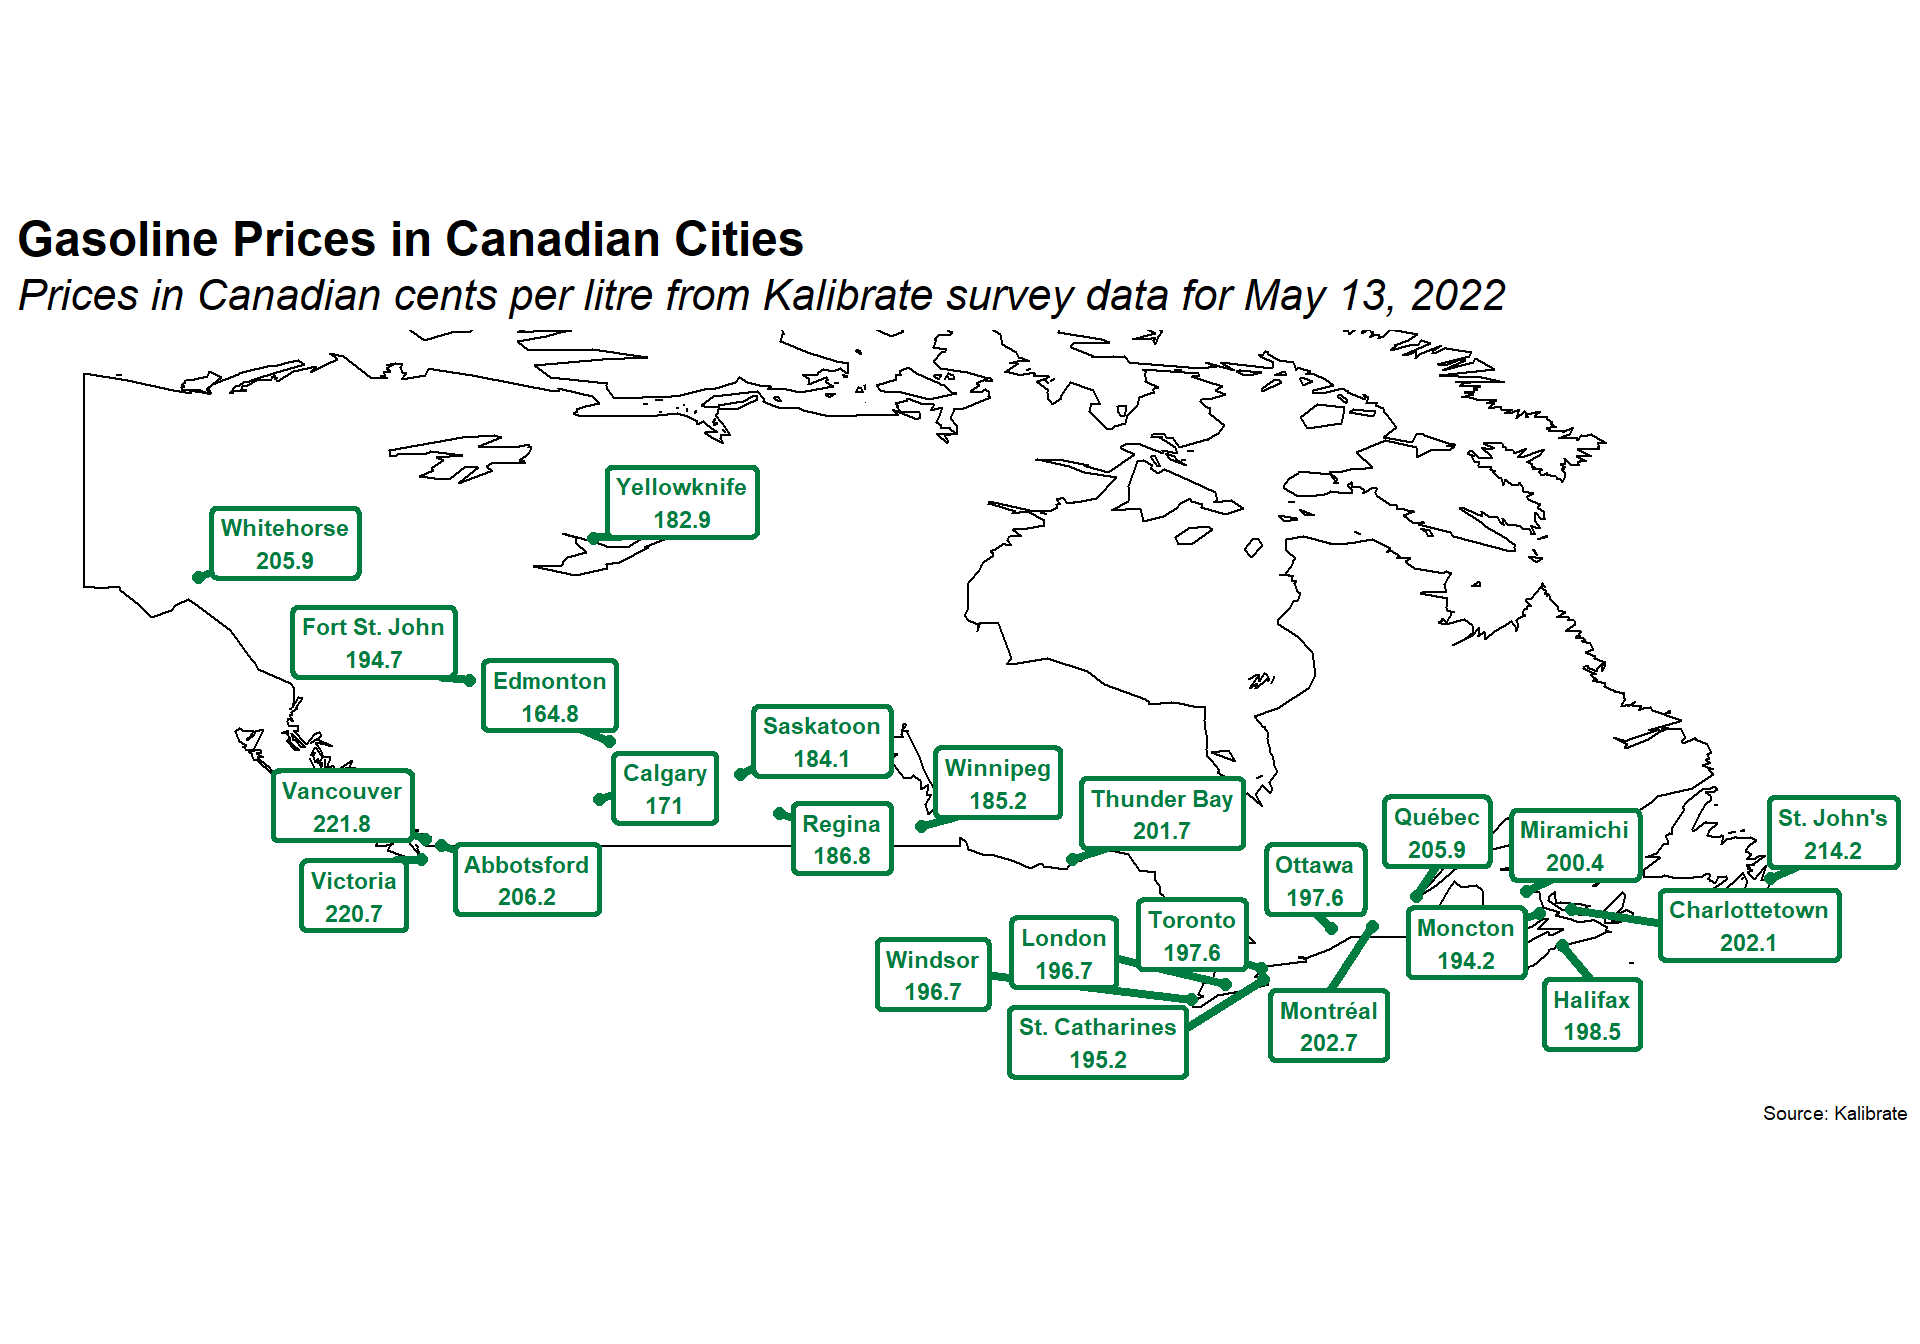 Gasoline Prices in Canadian Cities
Prices in Canadian cents per litre from Kalibrate survey data for May 13, 2022
Yellowknife
182.9
Whitehorse
205.9
Fort St. John
194.7
Edmonton
164.8
Saskatoon
184.1
Calgary
171
Winnipeg
185.2
Vancouver
221.8
Thunder Bay
201.7
Regina
186.8
Québec
205.9
Miramichi
200.4
St. John's
214.2
Abbotsford
206.2
Ottawa
197.6
Victoria
220.7
Charlottetown
202.1
Toronto
197.6
Moncton
194.2
London
196.7
Windsor
196.7
Halifax
198.5
Montréal
202.7
St. Catharines
195.2
Source: Kalibrate